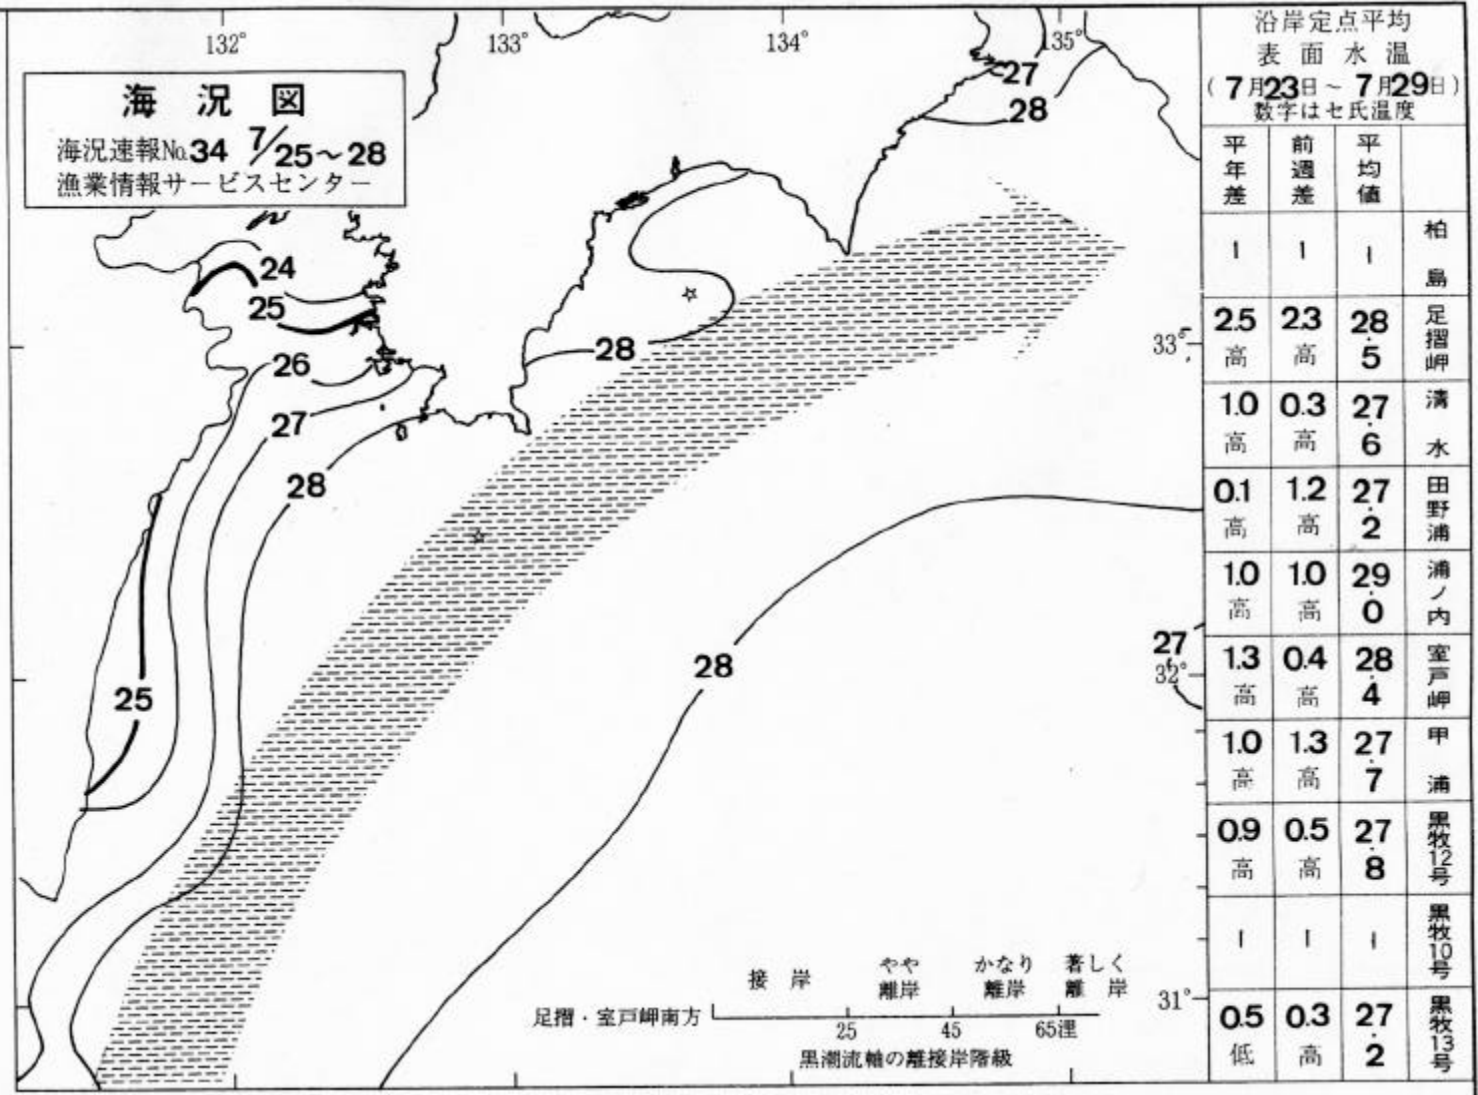 132°
133°
134°
135°
海況図
海況速報No.34 7/25~28
漁業情報サービスセンター
27
28
24
25
26
27
28
28
25
28
33°
27
32°
31°
接岸
やや離岸
かなり離岸
著しく離岸
足摺・室戸岬南方
25
45
65浬
黒潮流軸の離接岸階級
沿岸定点平均
表面水温
(7月23日~7月29日)
数字はセ氏温度
平年差 前週差 平均値
- - - 柏島
2.5高 2.3高 28.5 足摺岬
1.0高 0.3高 27.6 清水
0.1高 1.2高 27.2 田野浦
1.0高 1.0高 29.0 浦ノ内
1.3高 0.4高 28.4 室戸岬
1.0高 1.3高 27.7 甲浦
0.9高 0.5高 27.8 黒牧12号
- - - 黒牧10号
0.5低 0.3高 27.2 黒牧13号